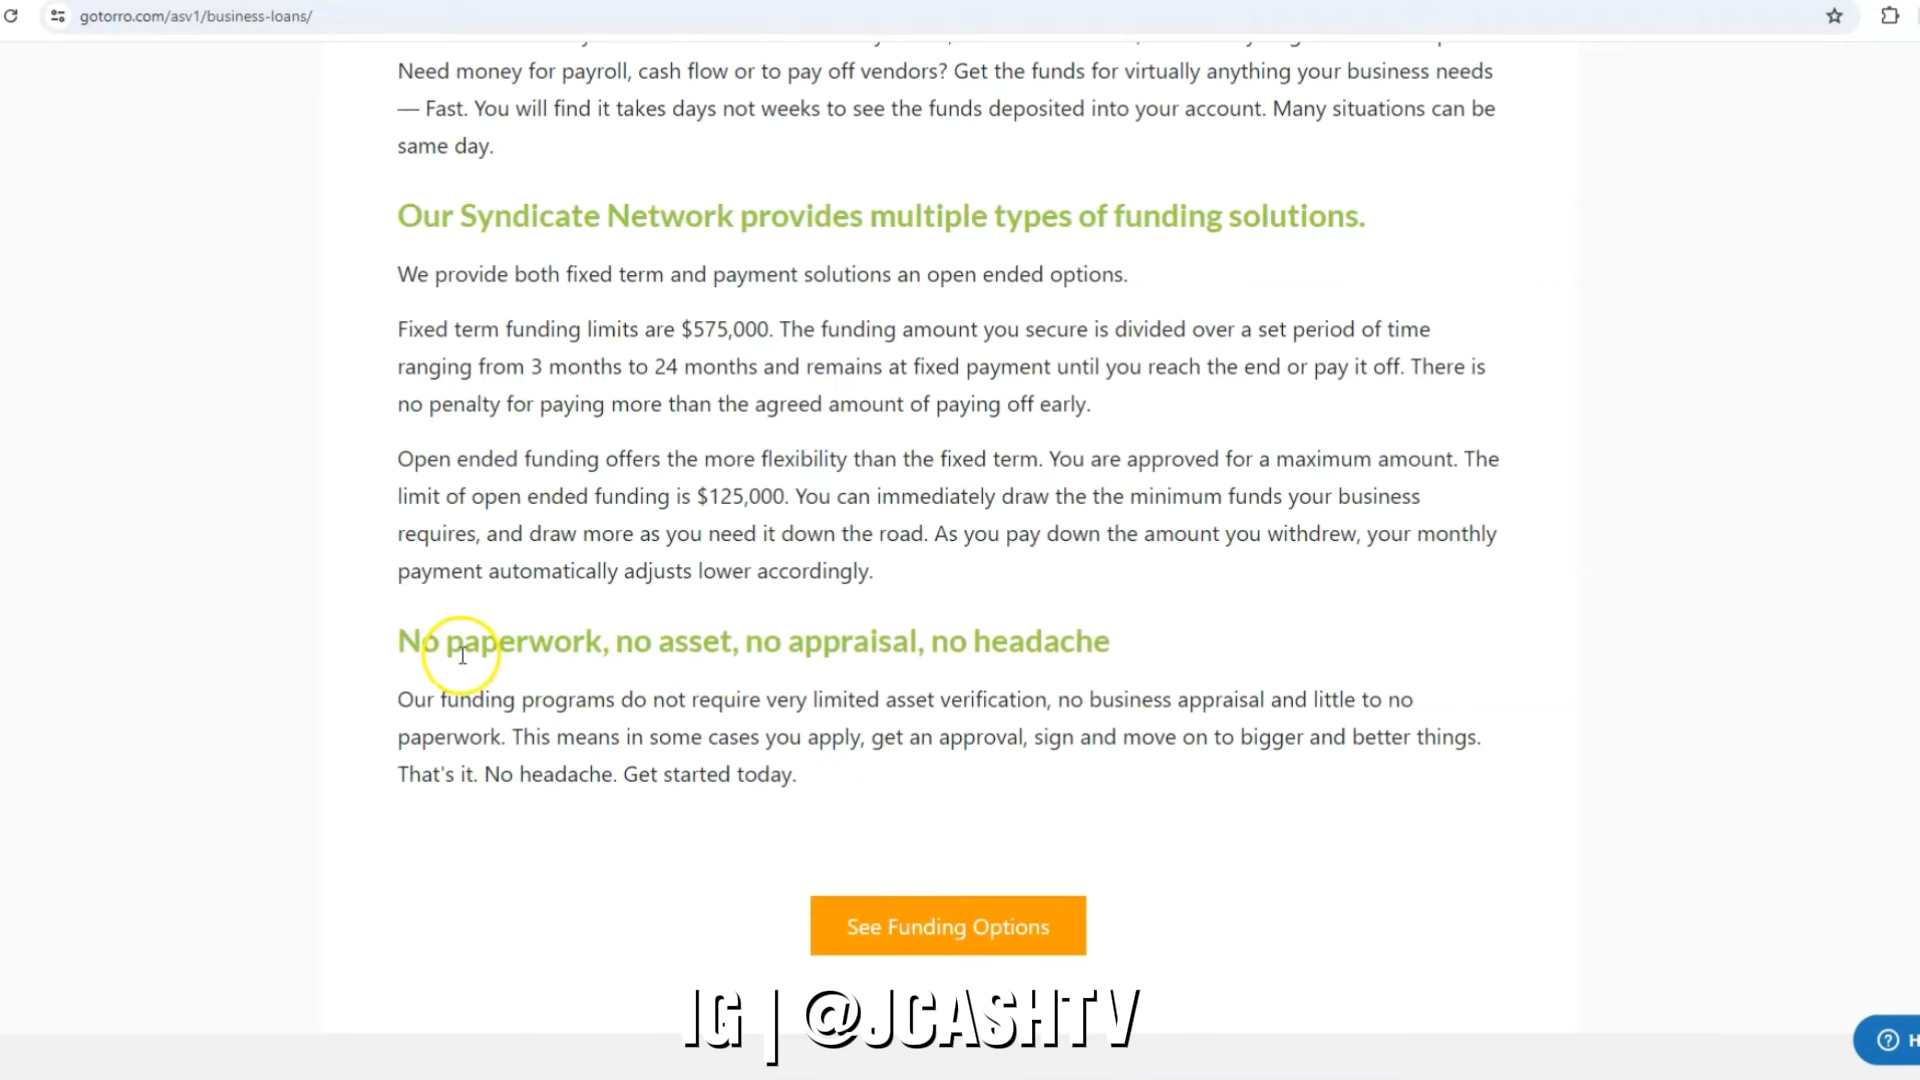 gotorro.com/asv1/business-loans/
Need money for payroll, cash flow or to pay off vendors? Get the funds for virtually anything your business needs
— Fast. You will find it takes days not weeks to see the funds deposited into your account. Many situations can be
same day.
Our Syndicate Network provides multiple types of funding solutions.
We provide both fixed term and payment solutions an open ended options.
Fixed term funding limits are $575,000. The funding amount you secure is divided over a set period of time
ranging from 3 months to 24 months and remains at fixed payment until you reach the end or pay it off. There is
no penalty for paying more than the agreed amount of paying off early.
Open ended funding offers the more flexibility than the fixed term. You are approved for a maximum amount. The
limit of open ended funding is $125,000. You can immediately draw the the minimum funds your business
requires, and draw more as you need it down the road. As you pay down the amount you withdrew, your monthly
payment automatically adjusts lower accordingly.
No paperwork, no asset, no appraisal, no headache
Our funding programs do not require very limited asset verification, no business appraisal and little to no
paperwork. This means in some cases you apply, get an approval, sign and move on to bigger and better things.
That's it. No headache. Get started today.
See Funding Options
IG | @JCASHTV